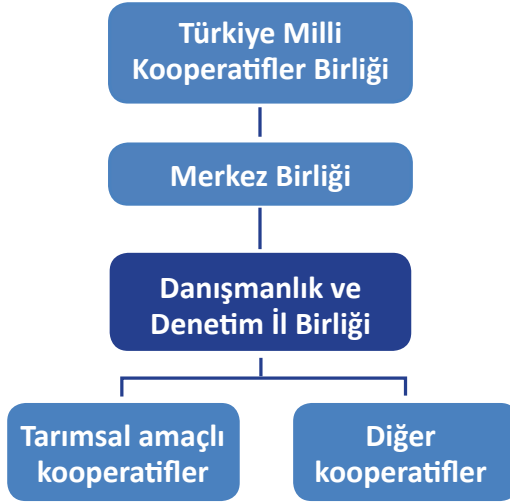 Türkiye Milli
Kooperatifler Birliği
Merkez Birliği
Danışmanlık ve
Denetim İl Birliği
Tarımsal amaçlı
kooperatifler
Diğer
kooperatifler